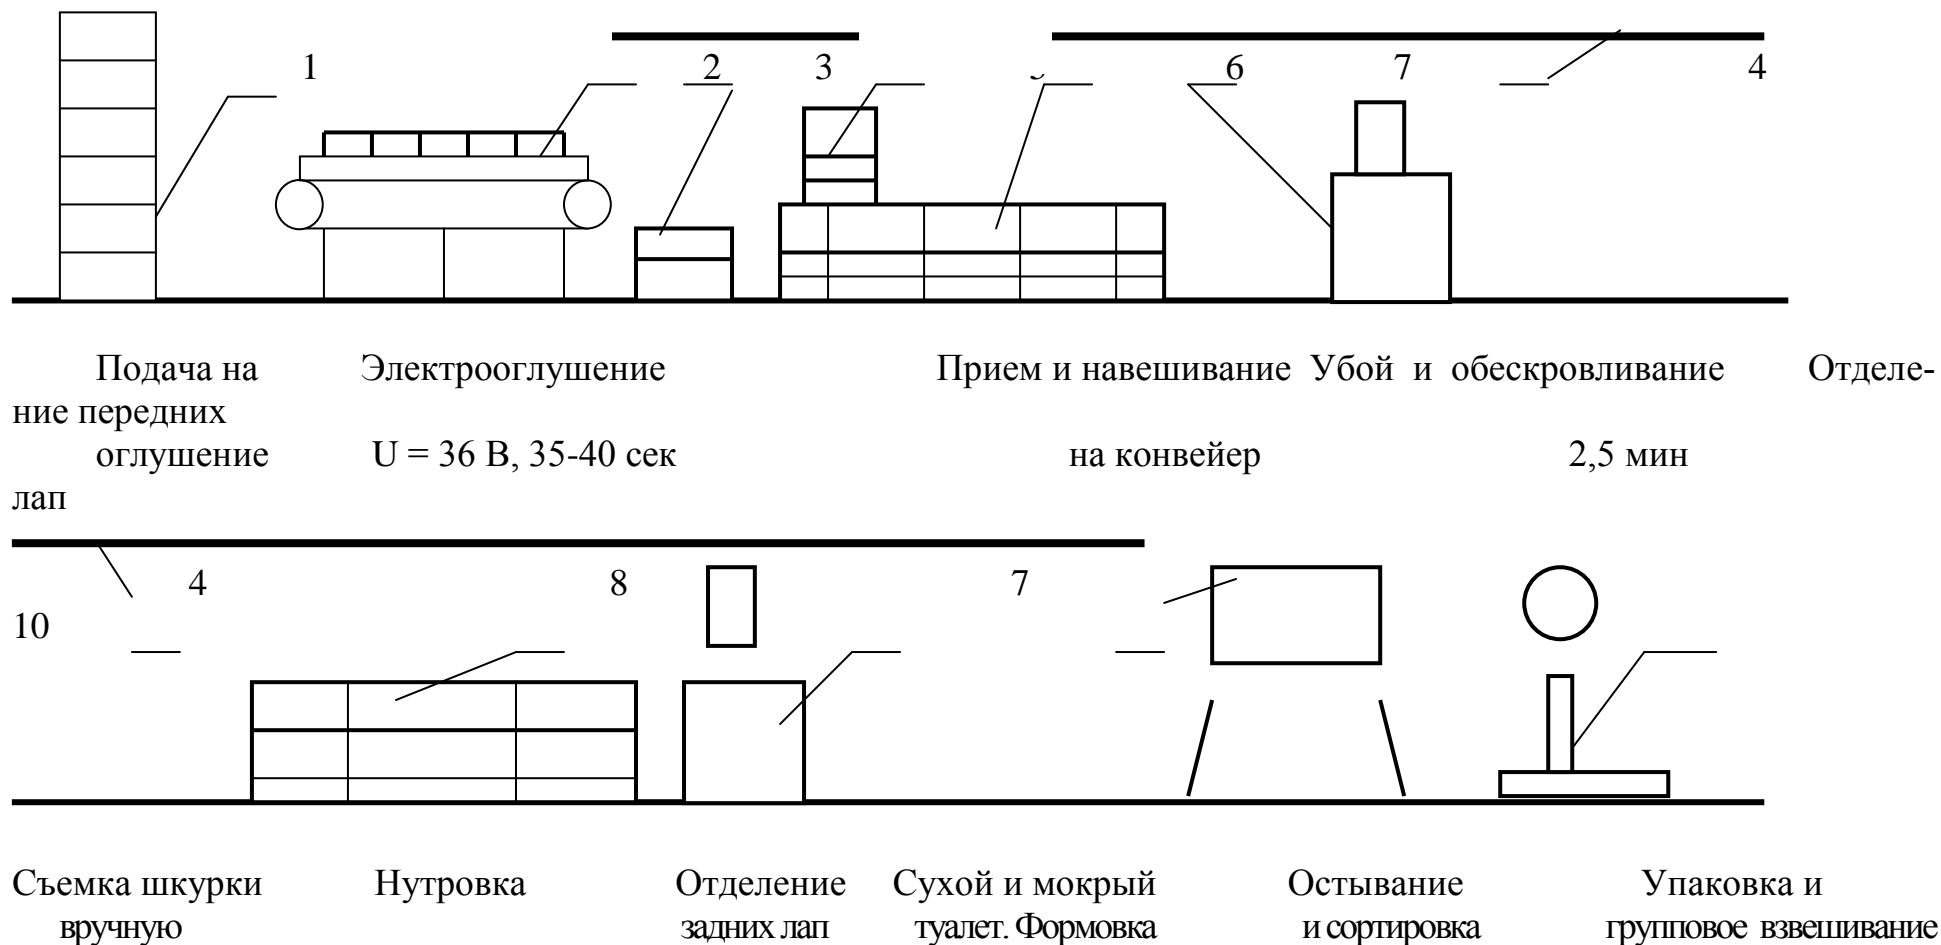 1 2 3 6 7 4
Подача на Электрооглушение Прием и навешивание Убой и обескровливание Отделе-
ние передних
оглушение U = 36 В, 35-40 сек на конвейер 2,5 мин
лап
4 8 7
10
Съемка шкурки Нутровка Отделение Сухой и мокрый Остывание Упаковка и
вручную задних лап туалет. Формовка и сортировка групповое взвешивание